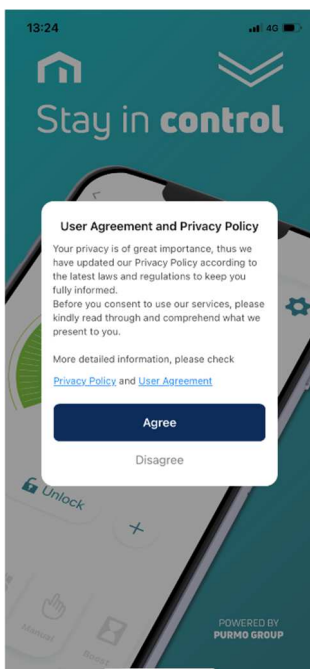 13:24
4G
Stay in control
User Agreement and Privacy Policy
Your privacy is of great importance, thus we
have updated our Privacy Policy according to
the latest laws and regulations to keep you
fully informed.
Before you consent to use our services, please
kindly read through and comprehend what we
present to you.
More detailed information, please check
Privacy Policy and User Agreement
Agree
Disagree
Unlock
+
Manual
Boost
POWERED BY
PURMO GROUP